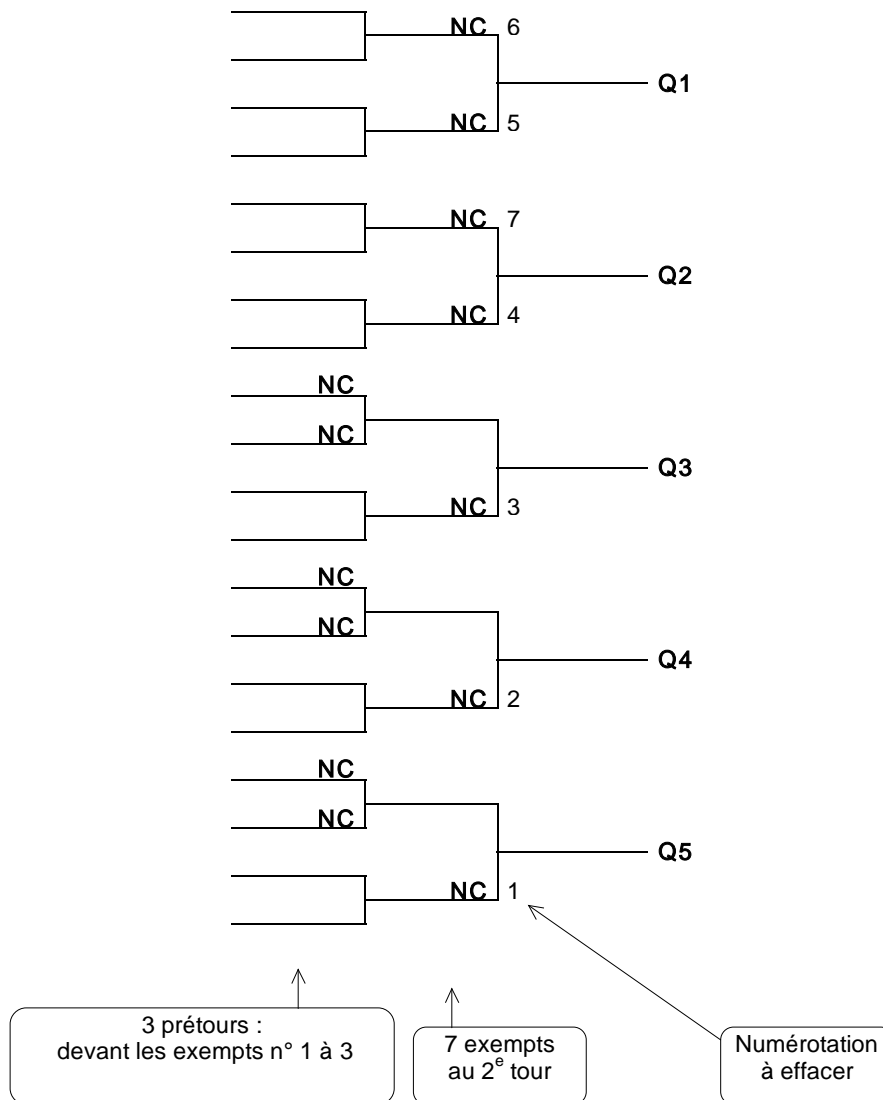 NC 6
Q1
NC 5
NC 7
Q2
NC 4
NC
NC
Q3
NC 3
NC
NC
Q4
NC 2
NC
NC
Q5
NC 1
3 prétours :
devant les exempts n° 1 à 3
7 exempts
au 2e tour
Numérotation
à effacer